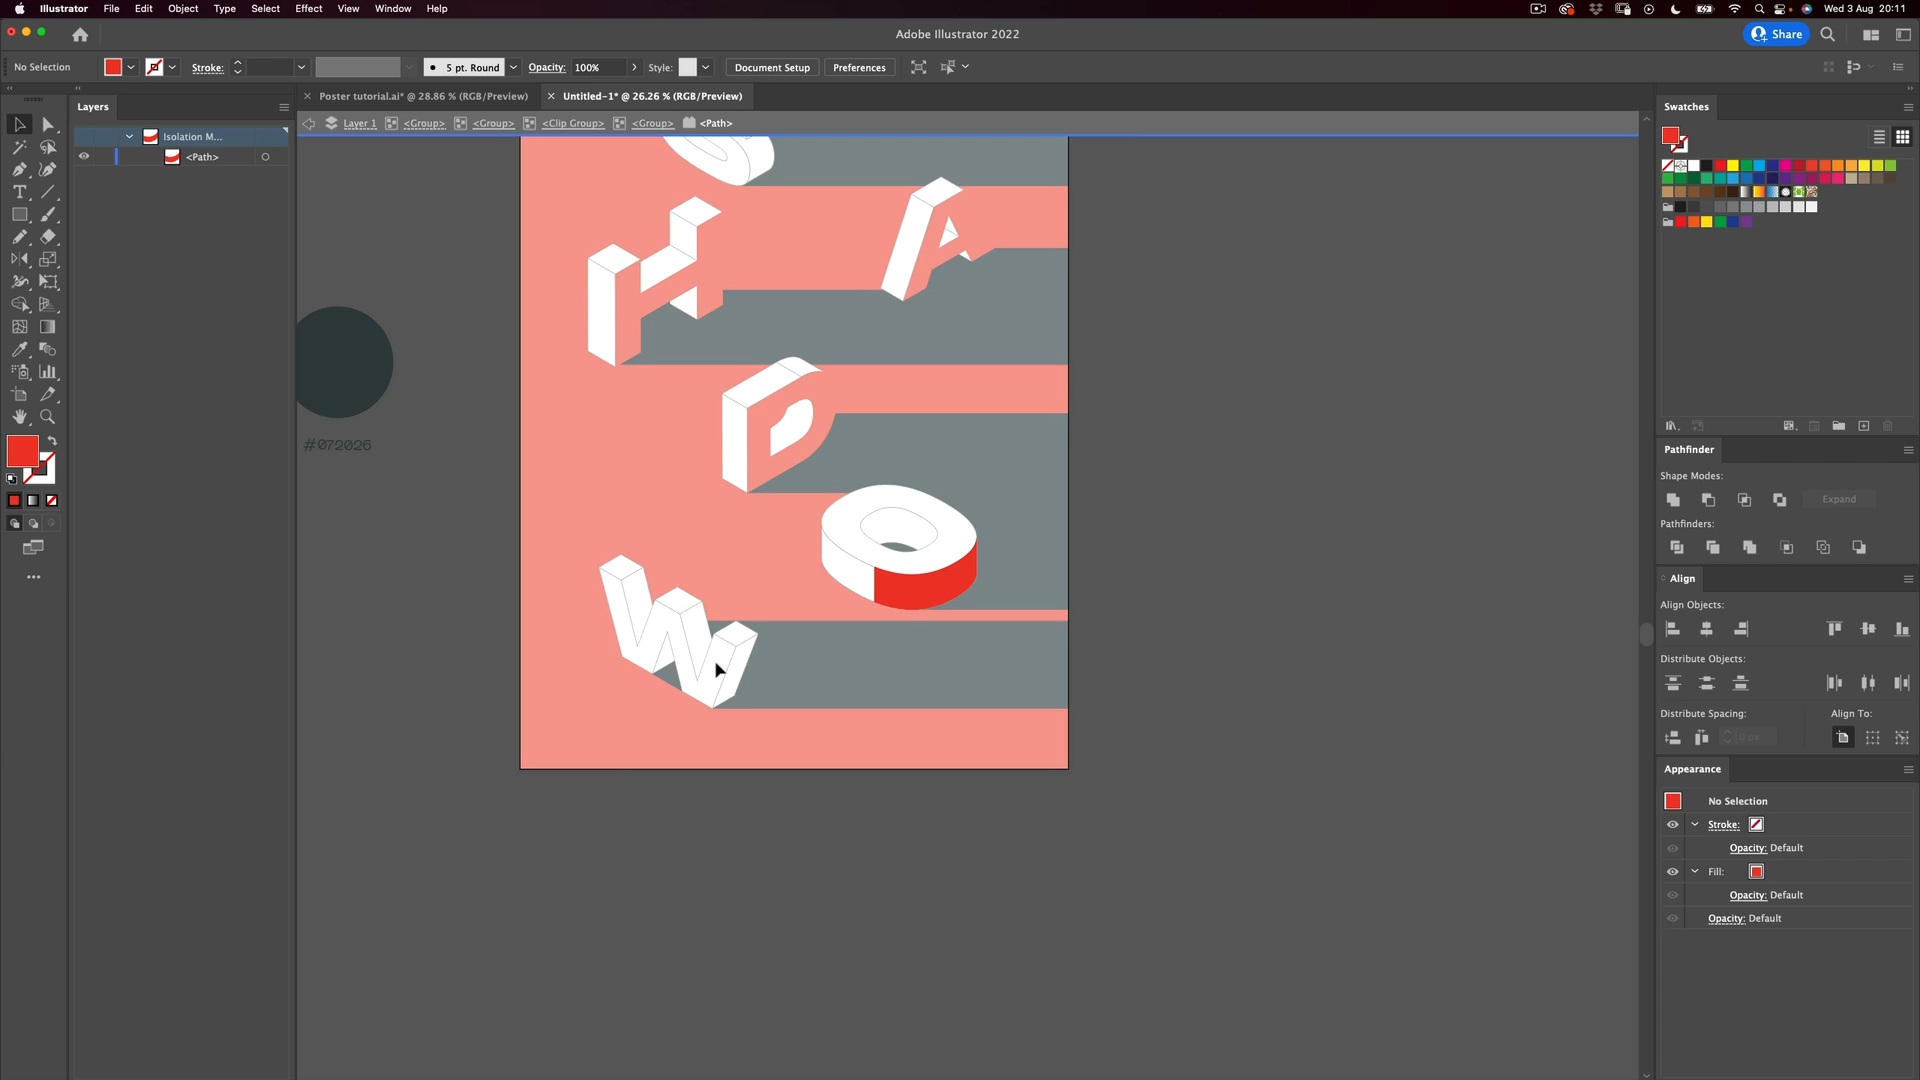 Illustrator File Edit Object Type Select Effect View Window Help
Wed 3 Aug 20:11
Adobe Illustrator 2022
Share
No Selection
Stroke:
5 pt. Round
Opacity: 100%
Style:
Document Setup
Preferences
Layers
× Poster tutorial.ai* @ 28.86 % (RGB/Preview)
× Untitled-1* @ 26.26 % (RGB/Preview)
Layer 1 <Group> <Group> <Clip Group> <Group> <Path>
Isolation M...
<Path>
S
H A
D
O
W
#072026
Swatches
Pathfinder
Shape Modes:
Expand
Pathfinders:
Align
Align Objects:
Distribute Objects:
Distribute Spacing:
Align To:
0 px
Appearance
No Selection
Stroke:
Opacity: Default
Fill:
Opacity: Default
Opacity: Default